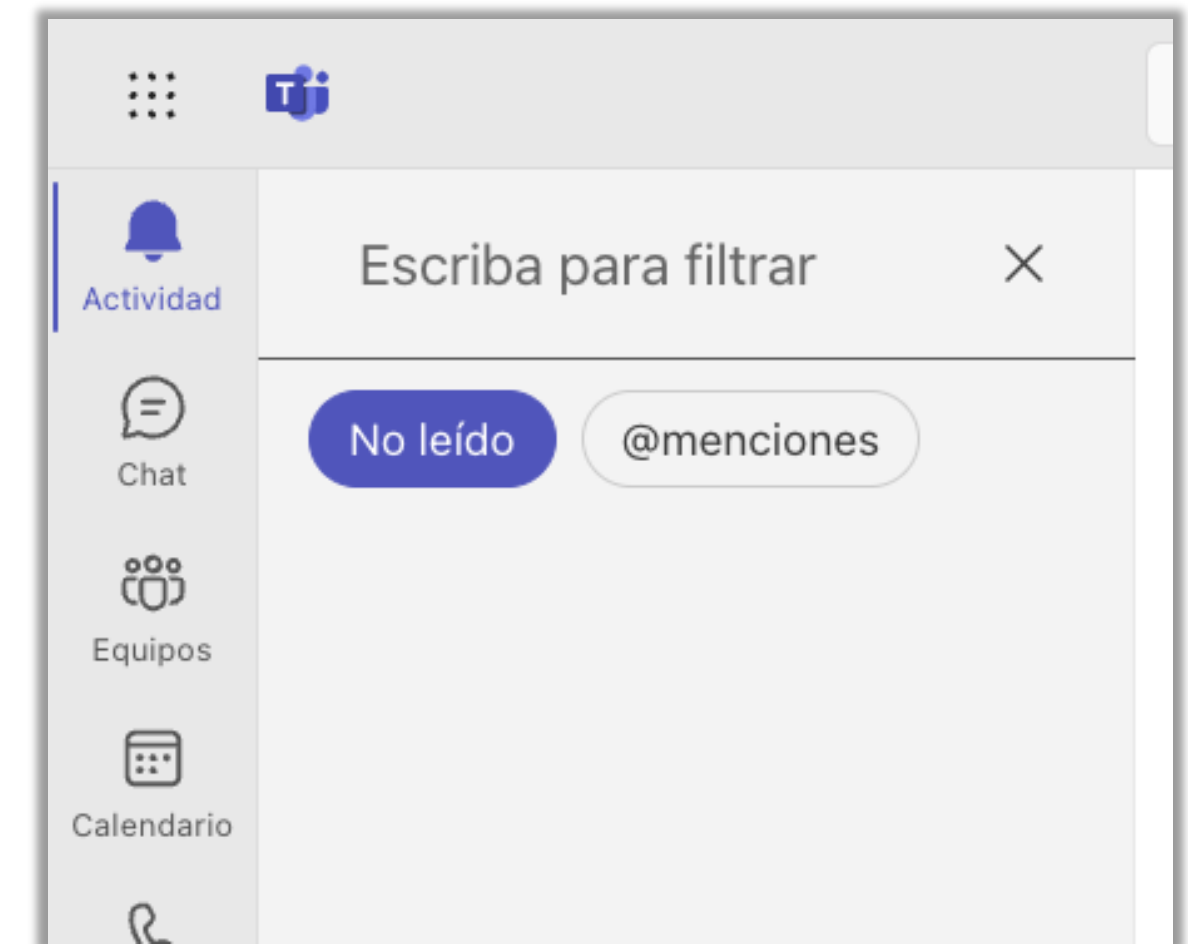 T
Actividad
Escriba para filtrar
No leído
@menciones
Chat
Equipos
Calendario